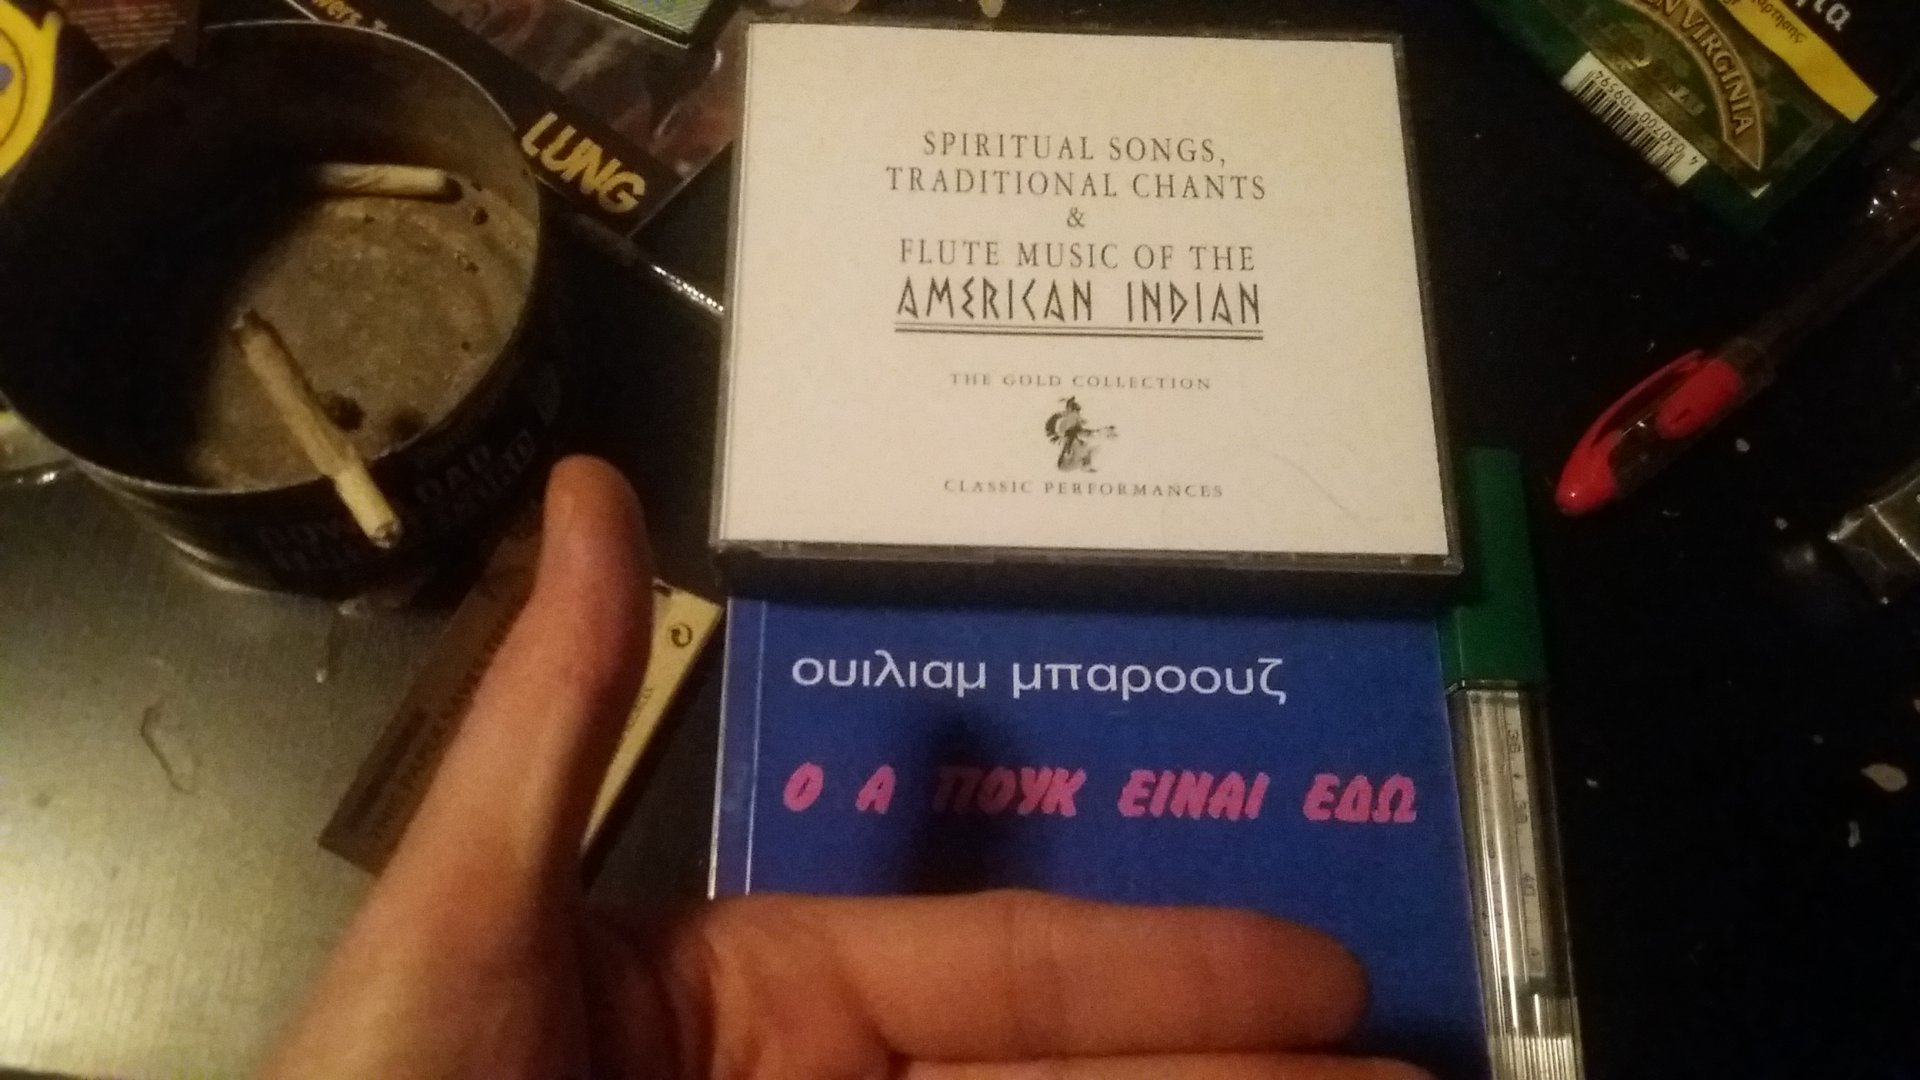 LUNG
SPIRITUAL SONGS,
TRADITIONAL CHANTS
&
FLUTE MUSIC OF THE
AMERICAN INDIAN
THE GOLD COLLECTION
CLASSIC PERFORMANCES
VIRGINIA
ουιλιαμ μπαροουζ
Ο Α ΠΟΥΚ ΕΙΝΑΙ ΕΔΩ